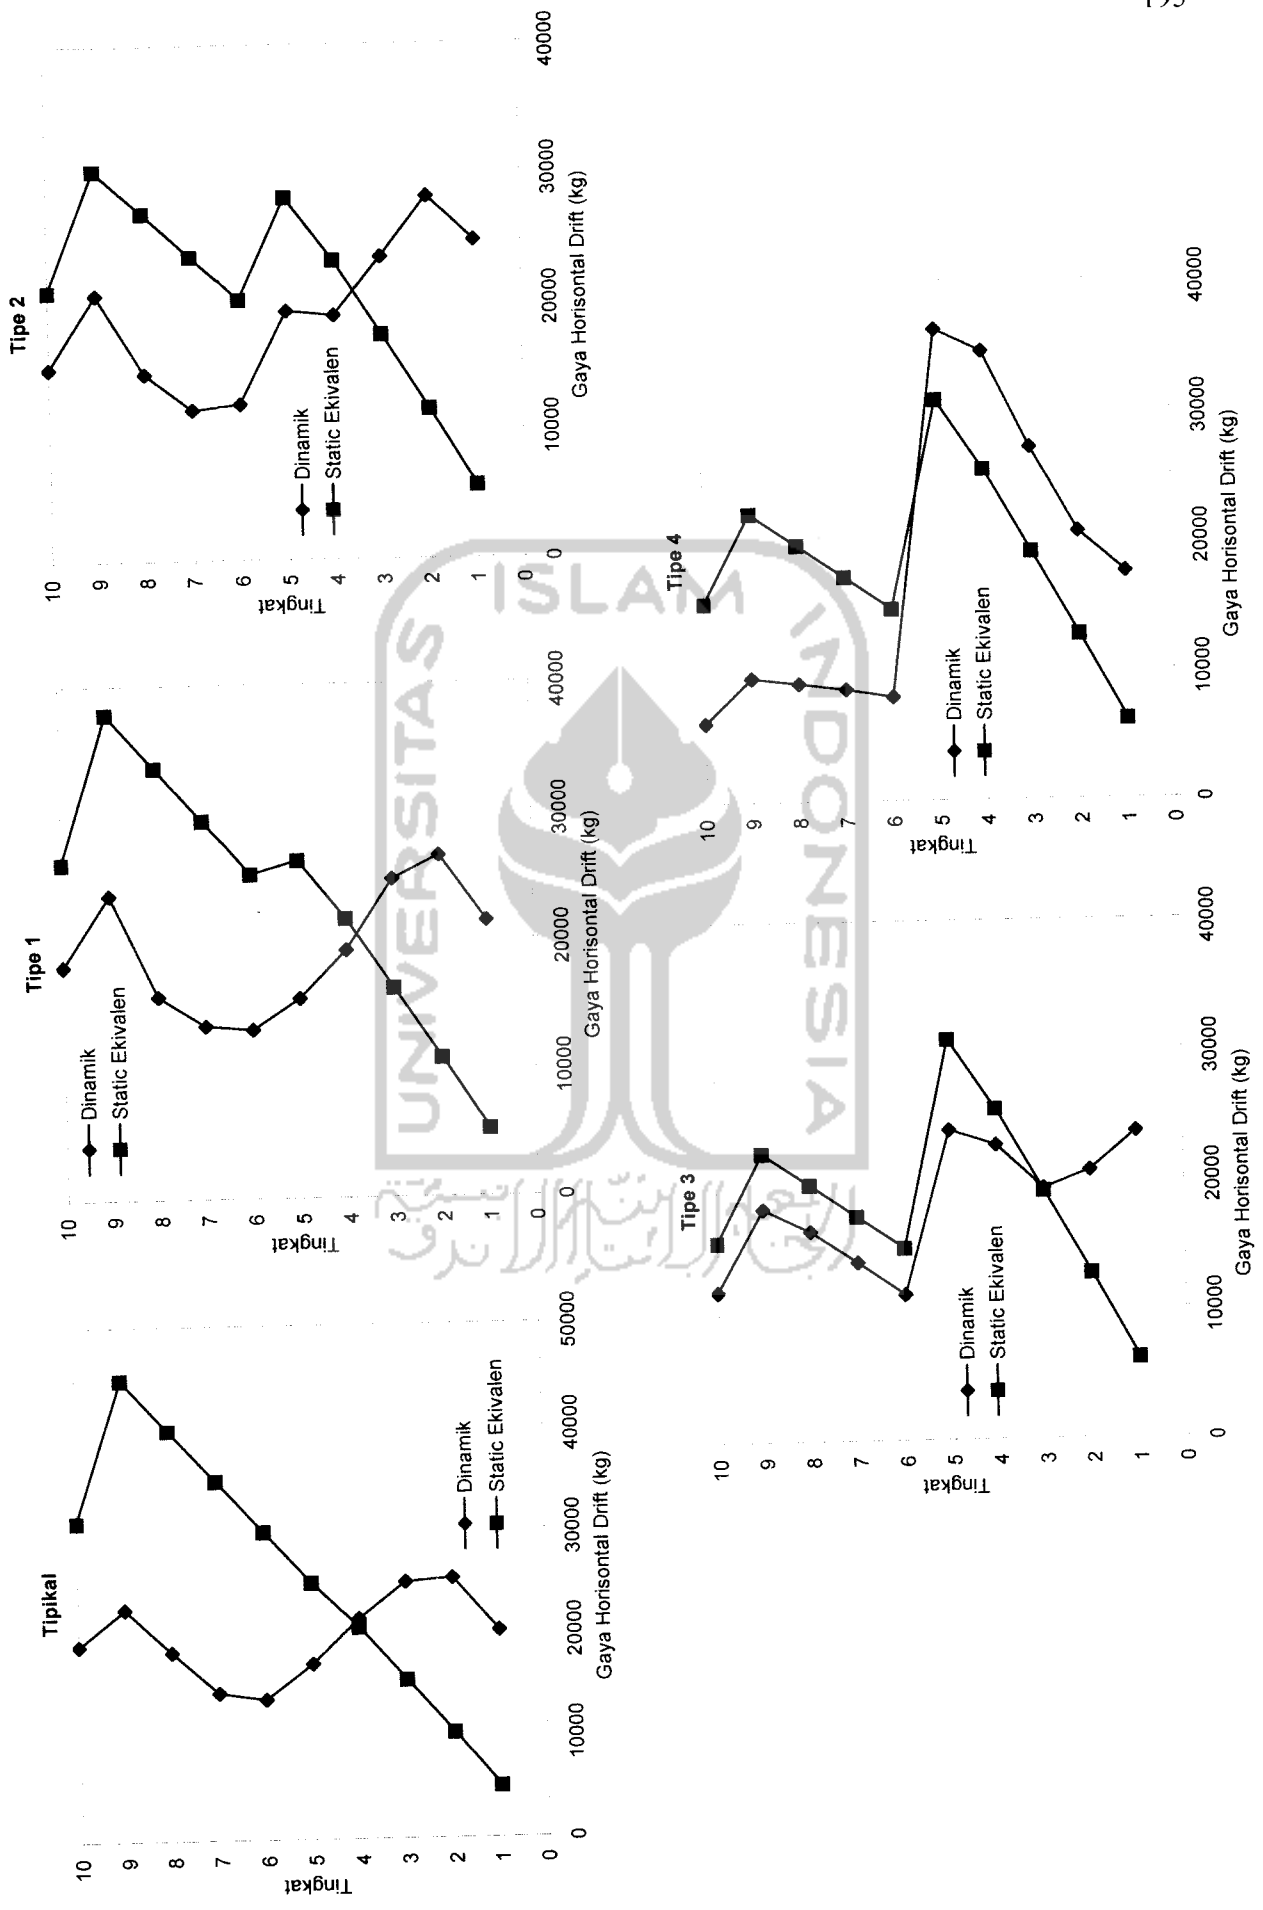 Tipikal
10
9
8
7
6
5
4
3
2
1
0
Tingkat
Dinamik
Static Ekivalen
0
10000
20000
30000
40000
50000
Gaya Horisontal Drift (kg)
Tipe 1
10
9
8
7
6
5
4
3
2
1
0
Tingkat
Dinamik
Static Ekivalen
0
10000
20000
30000
40000
Gaya Horisontal Drift (kg)
Tipe 2
10
9
8
7
6
5
4
3
2
1
0
Tingkat
Dinamik
Static Ekivalen
0
10000
20000
30000
40000
Gaya Horisontal Drift (kg)
Tipe 3
10
9
8
7
6
5
4
3
2
1
0
Tingkat
Dinamik
Static Ekivalen
0
10000
20000
30000
40000
Gaya Horisontal Drift (kg)
Tipe 4
10
9
8
7
6
5
4
3
2
1
0
Tingkat
Dinamik
Static Ekivalen
0
10000
20000
30000
40000
Gaya Horisontal Drift (kg)
UNIVERSITAS
ISLAM
INDONESIA